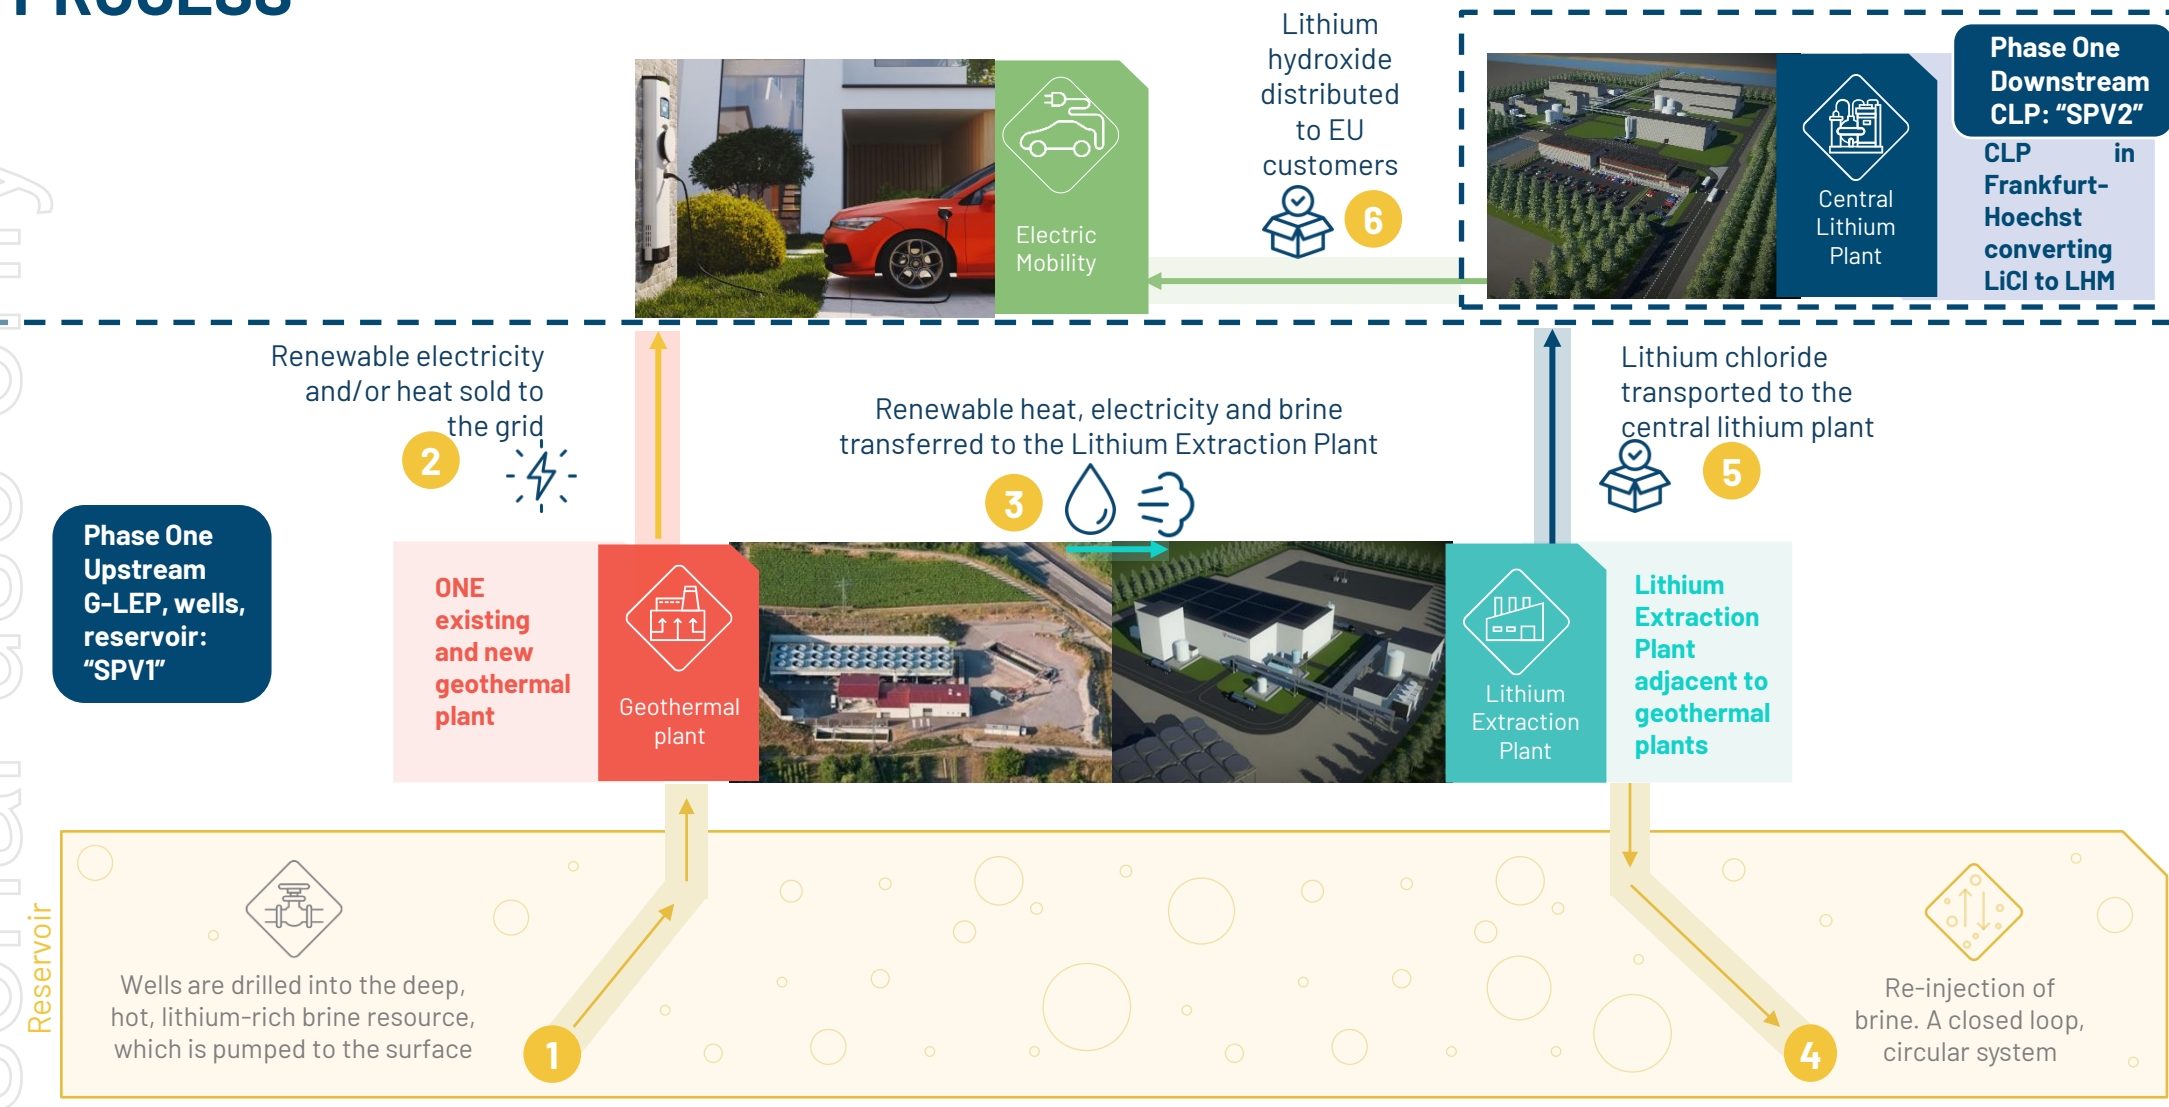 PROCESS
Lithium
hydroxide
distributed
to EU
customers
6
Electric
Mobility
Central
Lithium
Plant
Phase One
Downstream
CLP: “SPV2”
CLP in
Frankfurt-
Hoechst
converting
LiCl to LHM
Renewable electricity
and/or heat sold to
the grid
2
Renewable heat, electricity and brine
transferred to the Lithium Extraction Plant
3
Lithium chloride
transported to the
central lithium plant
5
Phase One
Upstream
G-LEP, wells,
reservoir:
“SPV1”
ONE
existing
and new
geothermal
plant
Geothermal
plant
Lithium
Extraction
Plant
Lithium
Extraction
Plant
adjacent to
geothermal
plants
Reservoir
Wells are drilled into the deep,
hot, lithium-rich brine resource,
which is pumped to the surface
1
4
Re-injection of
brine. A closed loop,
circular system